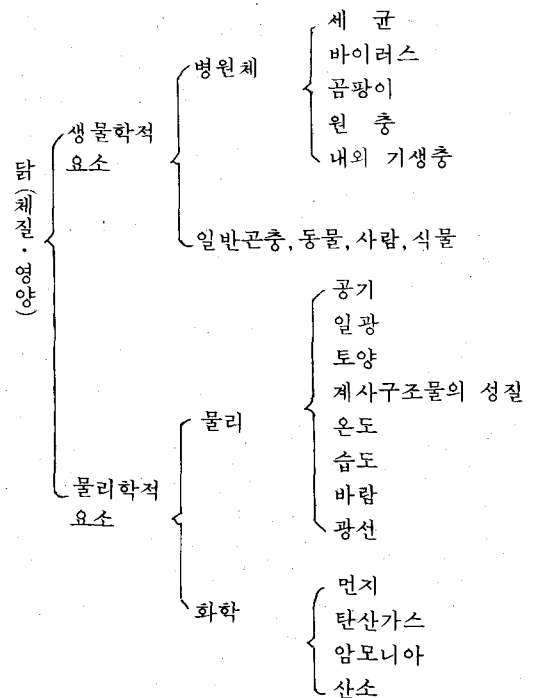 닭(체질·영양)
생물학적
요소
병원체
세 균
바이러스
곰팡이
원 충
내외 기생충
일반곤충, 동물, 사람, 식물
물리학적
요소
물리
공기
일광
토양
계사구조물의 성질
온도
습도
바람
광선
화학
먼지
탄산가스
암모니아
산소